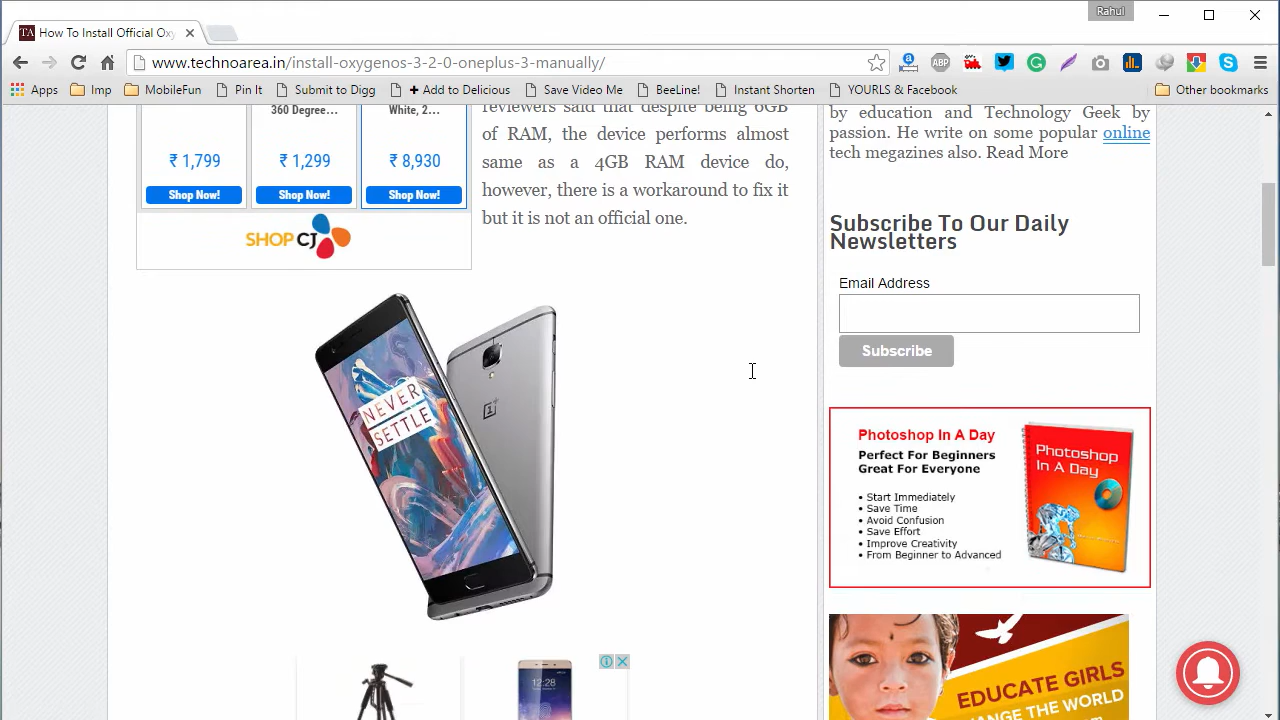 Rahul
TA How To Install Official Oxy
www.technoarea.in/install-oxygenos-3-2-0-oneplus-3-manually/
ABP
Apps Imp MobileFun Pin It Submit to Digg + Add to Delicious Save Video Me BeeLine! Instant Shorten YOURLS & Facebook Other bookmarks
360 Degree...
White, 2...
₹ 1,799
₹ 1,299
₹ 8,930
Shop Now!
Shop Now!
Shop Now!
SHOP CJ
reviewers said that despite being 6GB
of RAM, the device performs almost
same as a 4GB RAM device do,
however, there is a workaround to fix it
but it is not an official one.
NEVER
SETTLE
12:28
by education and Technology Geek by
passion. He write on some popular online
tech megazines also. Read More
Subscribe To Our Daily
Newsletters
Email Address
Subscribe
Photoshop In A Day
Perfect For Beginners
Great For Everyone
• Start Immediately
• Save Time
• Avoid Confusion
• Save Effort
• Improve Creativity
• From Beginner to Advanced
Photoshop
In A Day
EDUCATE GIRLS
CHANGE THE WORLD